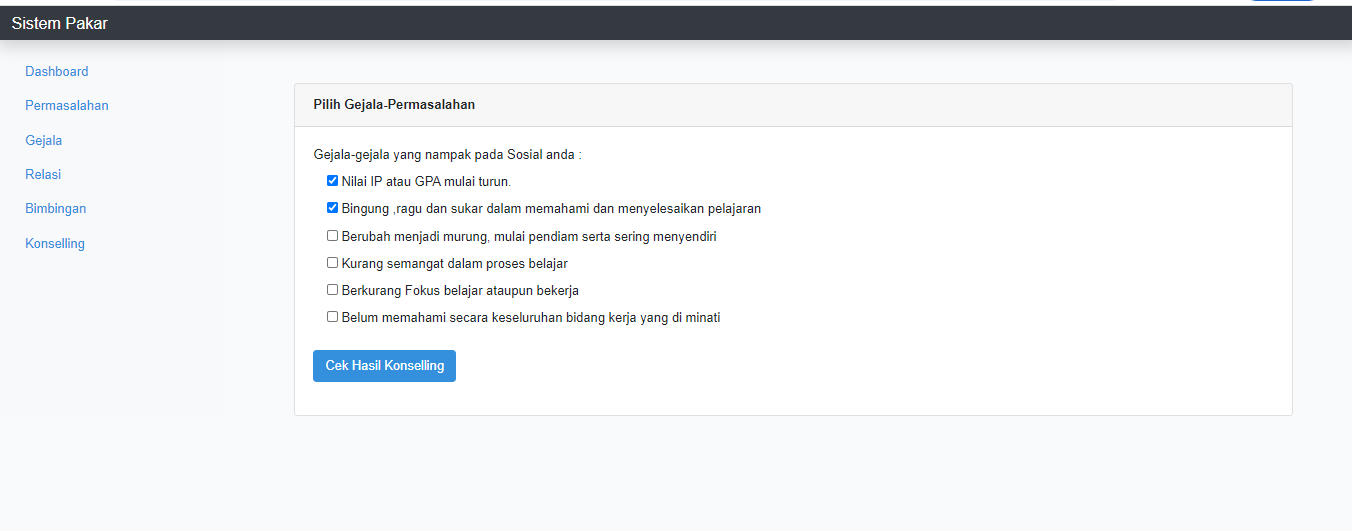 Sistem Pakar
Dashboard
Permasalahan
Gejala
Relasi
Bimbingan
Konselling
Pilih Gejala-Permasalahan
Gejala-gejala yang nampak pada Sosial anda :
Nilai IP atau GPA mulai turun.
Bingung ,ragu dan sukar dalam memahami dan menyelesaikan pelajaran
Berubah menjadi murung, mulai pendiam serta sering menyendiri
Kurang semangat dalam proses belajar
Berkurang Fokus belajar ataupun bekerja
Belum memahami secara keseluruhan bidang kerja yang di minati
Cek Hasil Konselling